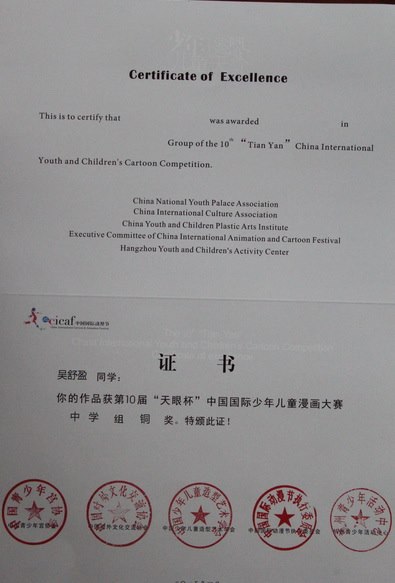 Certificate of Excellence
This is to certify that was awarded in
Group of the 10th “Tian Yan” China International
Youth and Children's Cartoon Competition.
China National Youth Palace Association
China International Culture Association
China Youth and Children Plastic Arts Institute
Executive Committee of China International Animation and Cartoon Festival
Hangzhou Youth and Children's Activity Center
cicaf 中国国际动漫节
证 书
吴舒盈 同学：
你的作品获第10届“天眼杯”中国国际少年儿童漫画大赛
中 学 组 铜 奖。特颁此证！